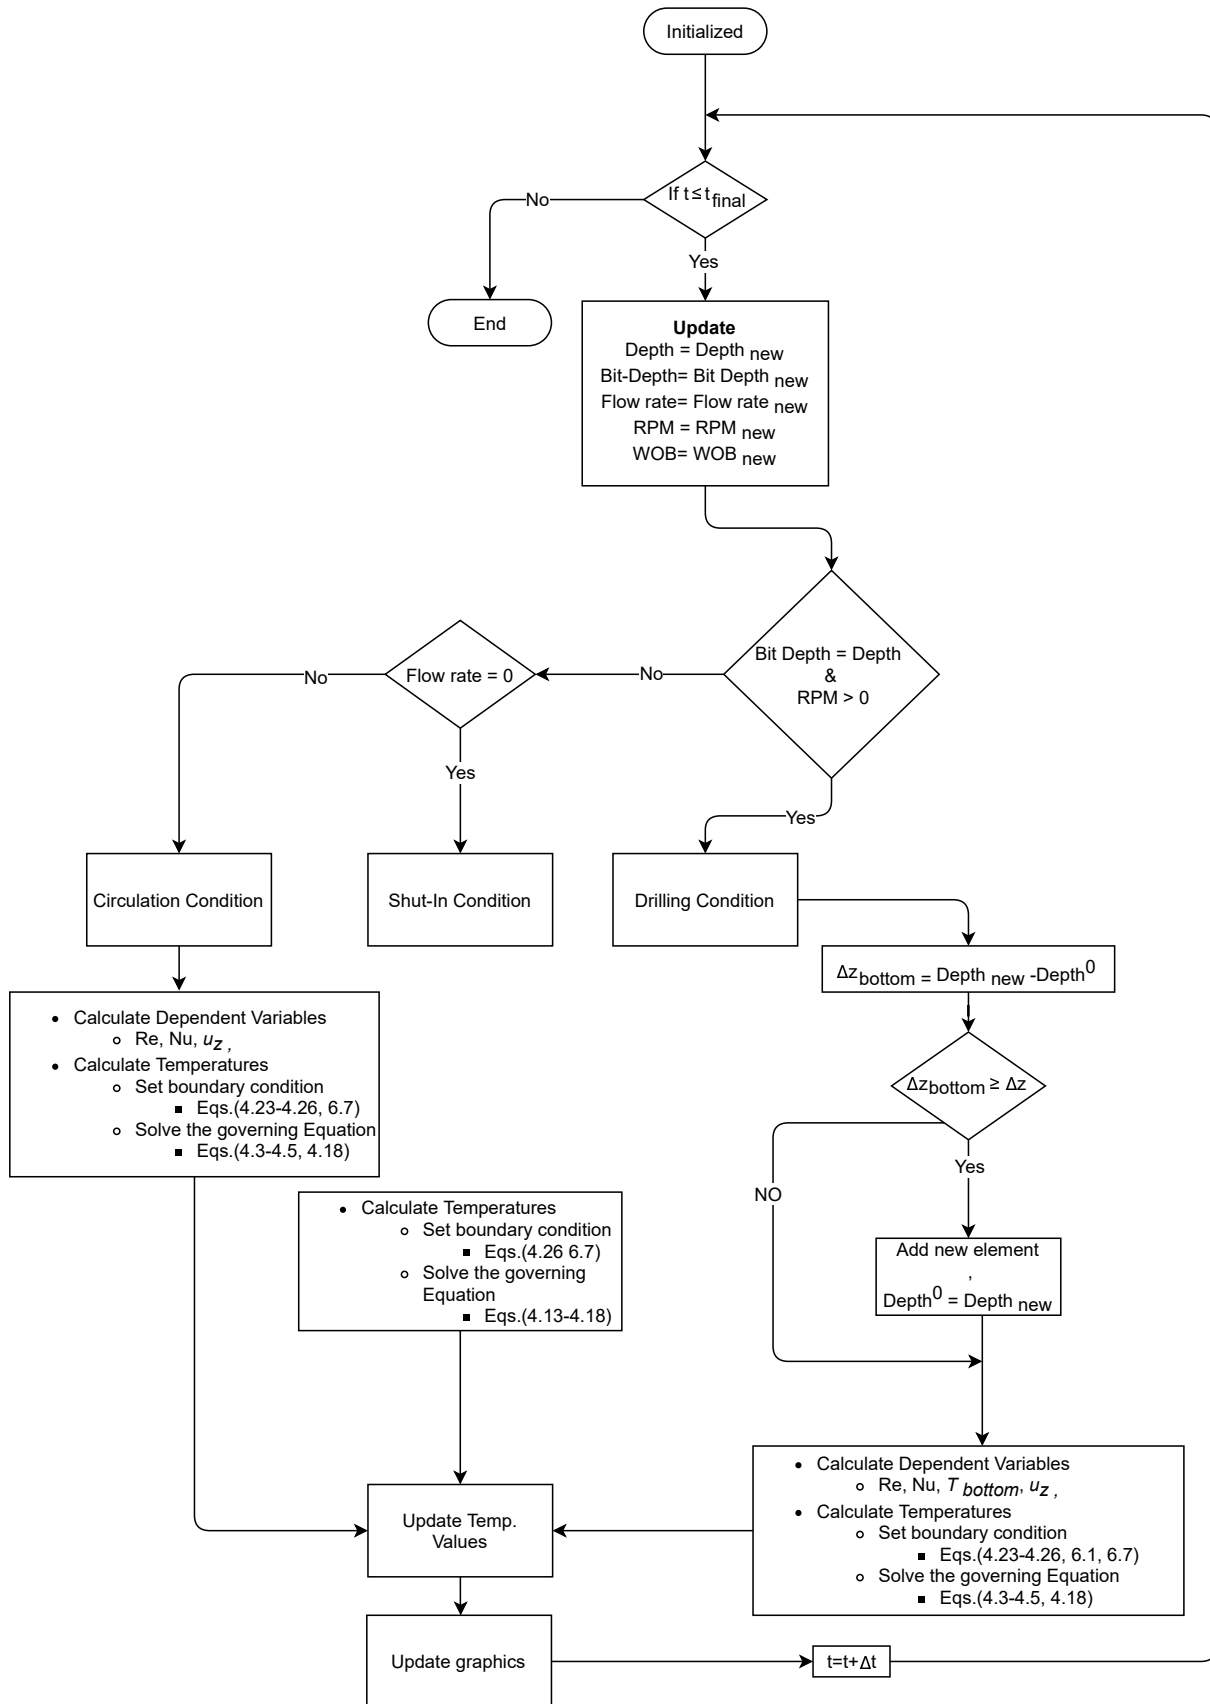 Initialized
If t ≤ t final
No
Yes
End
Update
Depth = Depth new
Bit-Depth= Bit Depth new
Flow rate= Flow rate new
RPM = RPM new
WOB= WOB new
Bit Depth = Depth
&
RPM > 0
No
Flow rate = 0
No
Yes
Yes
Circulation Condition
Shut-In Condition
Drilling Condition
Δz bottom = Depth new -Depth⁰
• Calculate Dependent Variables
Re, Nu, u z ,
• Calculate Temperatures
Set boundary condition
▪ Eqs.(4.23-4.26, 6.7)
Solve the governing Equation
▪ Eqs.(4.3-4.5, 4.18)
Δz bottom ≥ Δz
Yes
NO
Add new element
,
Depth⁰ = Depth new
• Calculate Temperatures
Set boundary condition
▪ Eqs.(4.26 6.7)
Solve the governing
Equation
▪ Eqs.(4.13-4.18)
• Calculate Dependent Variables
Re, Nu, T bottom, u z ,
• Calculate Temperatures
Set boundary condition
▪ Eqs.(4.23-4.26, 6.1, 6.7)
Solve the governing Equation
▪ Eqs.(4.3-4.5, 4.18)
Update Temp.
Values
Update graphics
t=t+Δt